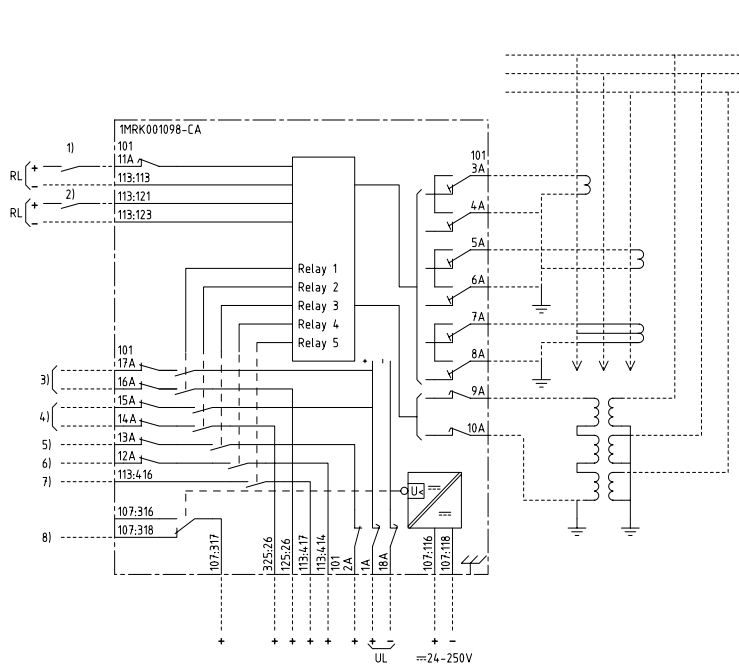 1MRK001098-CA
1)
101
11A
101
RL
+
3A
-
113:113
2)
113:121
RL
+
4A
-
113:123
5A
Relay 1
6A
Relay 2
Relay 3
7A
Relay 4
Relay 5
101
8A
17A
+ -
3)
16A
9A
15A
4)
14A
10A
13A
5)
12A
6)
113:416
7)
U<
107:316
107:318
8)
107:317
325:26
125:26
113:417
113:414
101
2A
1A
18A
107:116
107:118
+ + + + + + + - + -
UL
24-250V